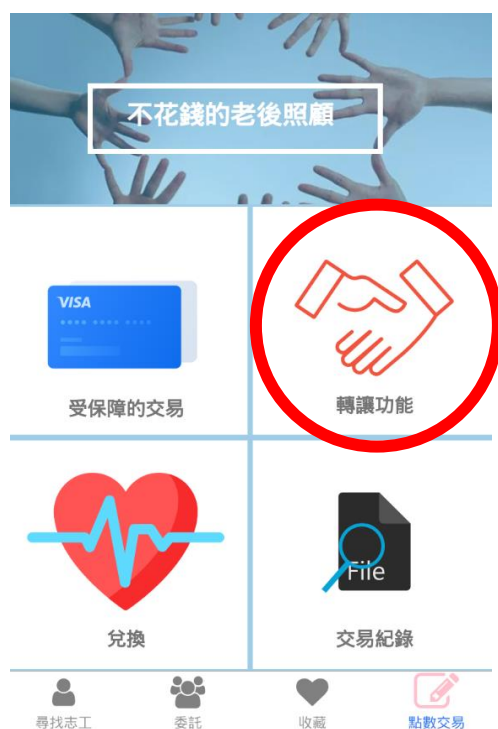 不花錢的老後照顧
VISA
受保障的交易
轉讓功能
兌換
File
交易紀錄
尋找志工
委託
收藏
點數交易